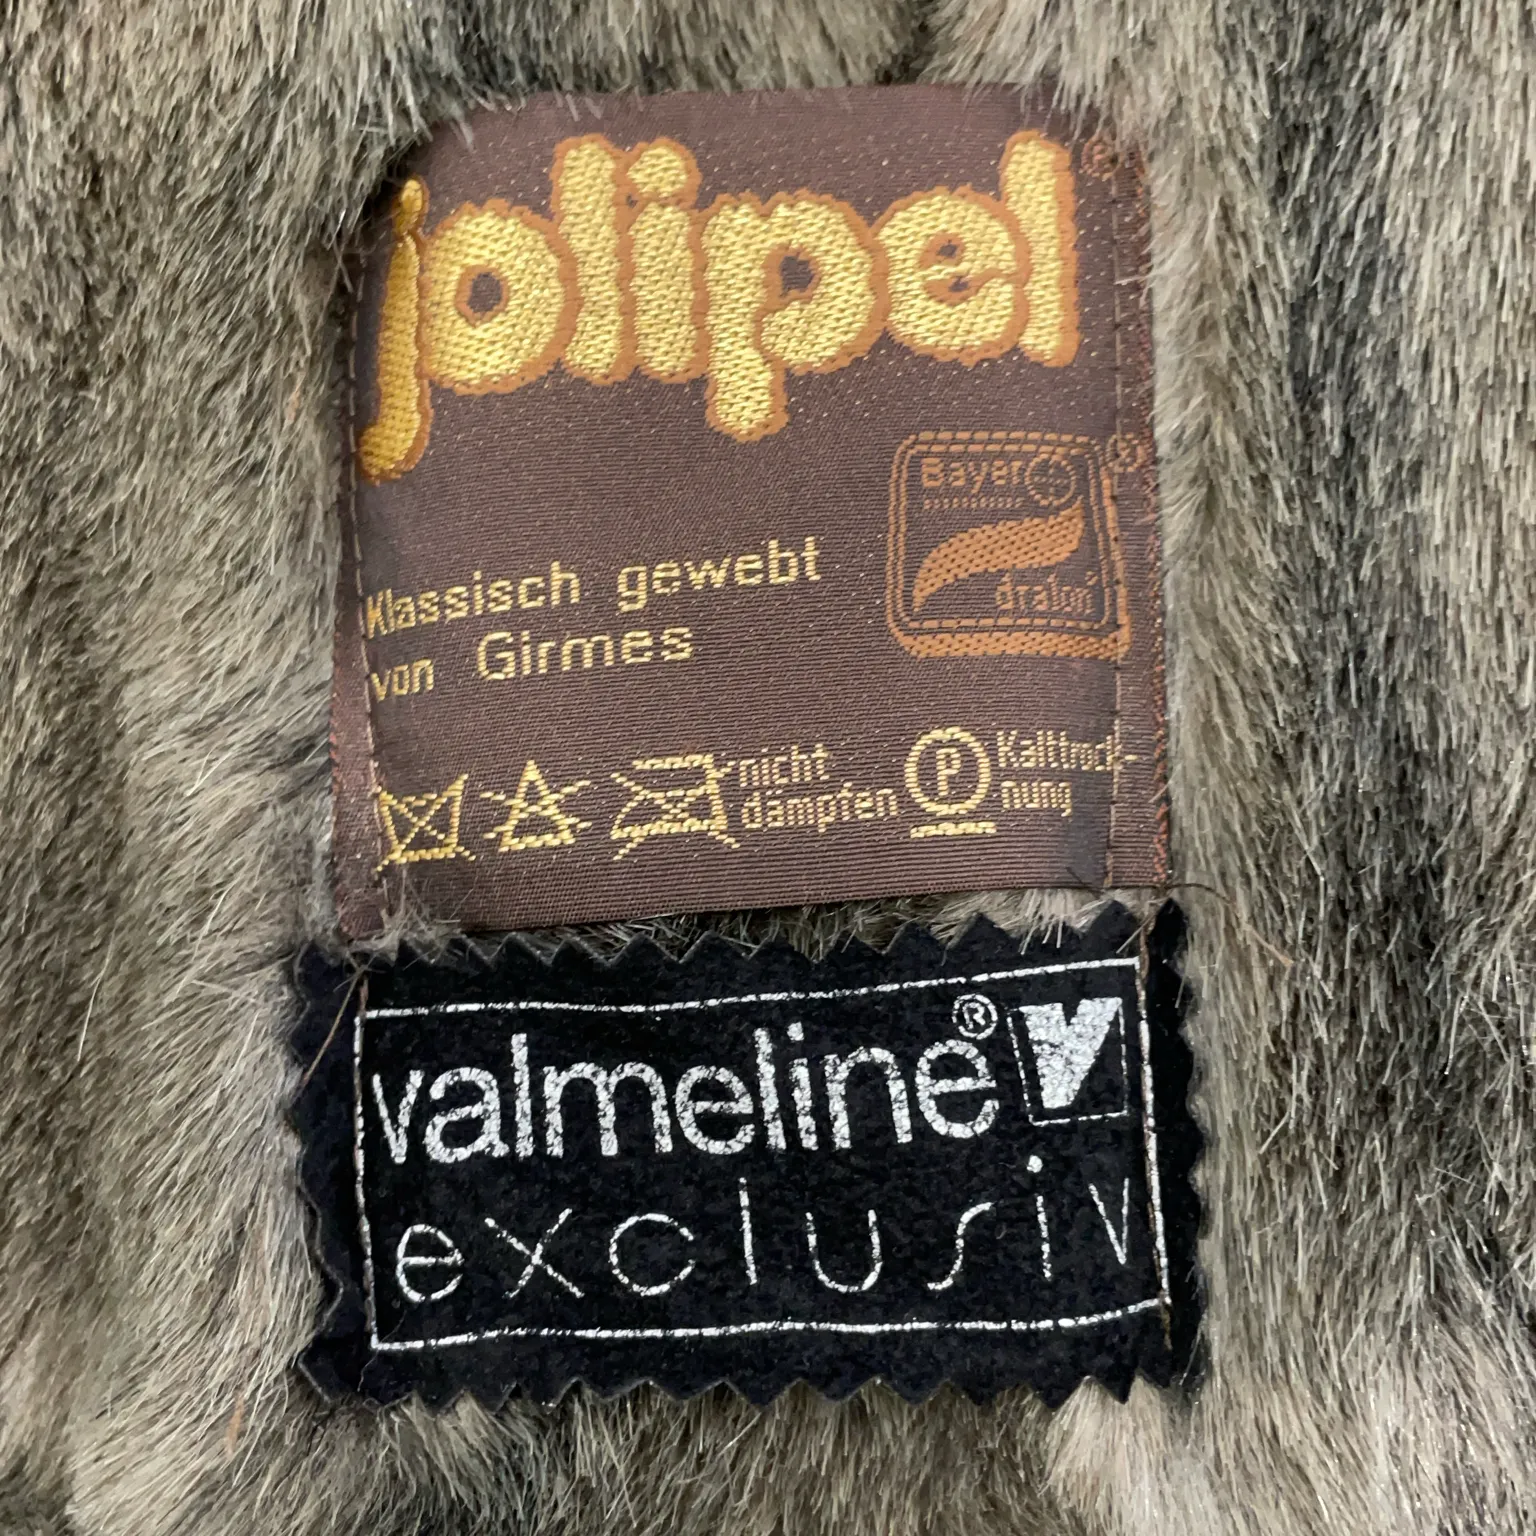 jolipel ®
Bayer ®
dralon®
Klassisch gewebt
von Girmes
nicht
dämpfen
P
Kalttrock-
nung
valmeline® V
exclusiv